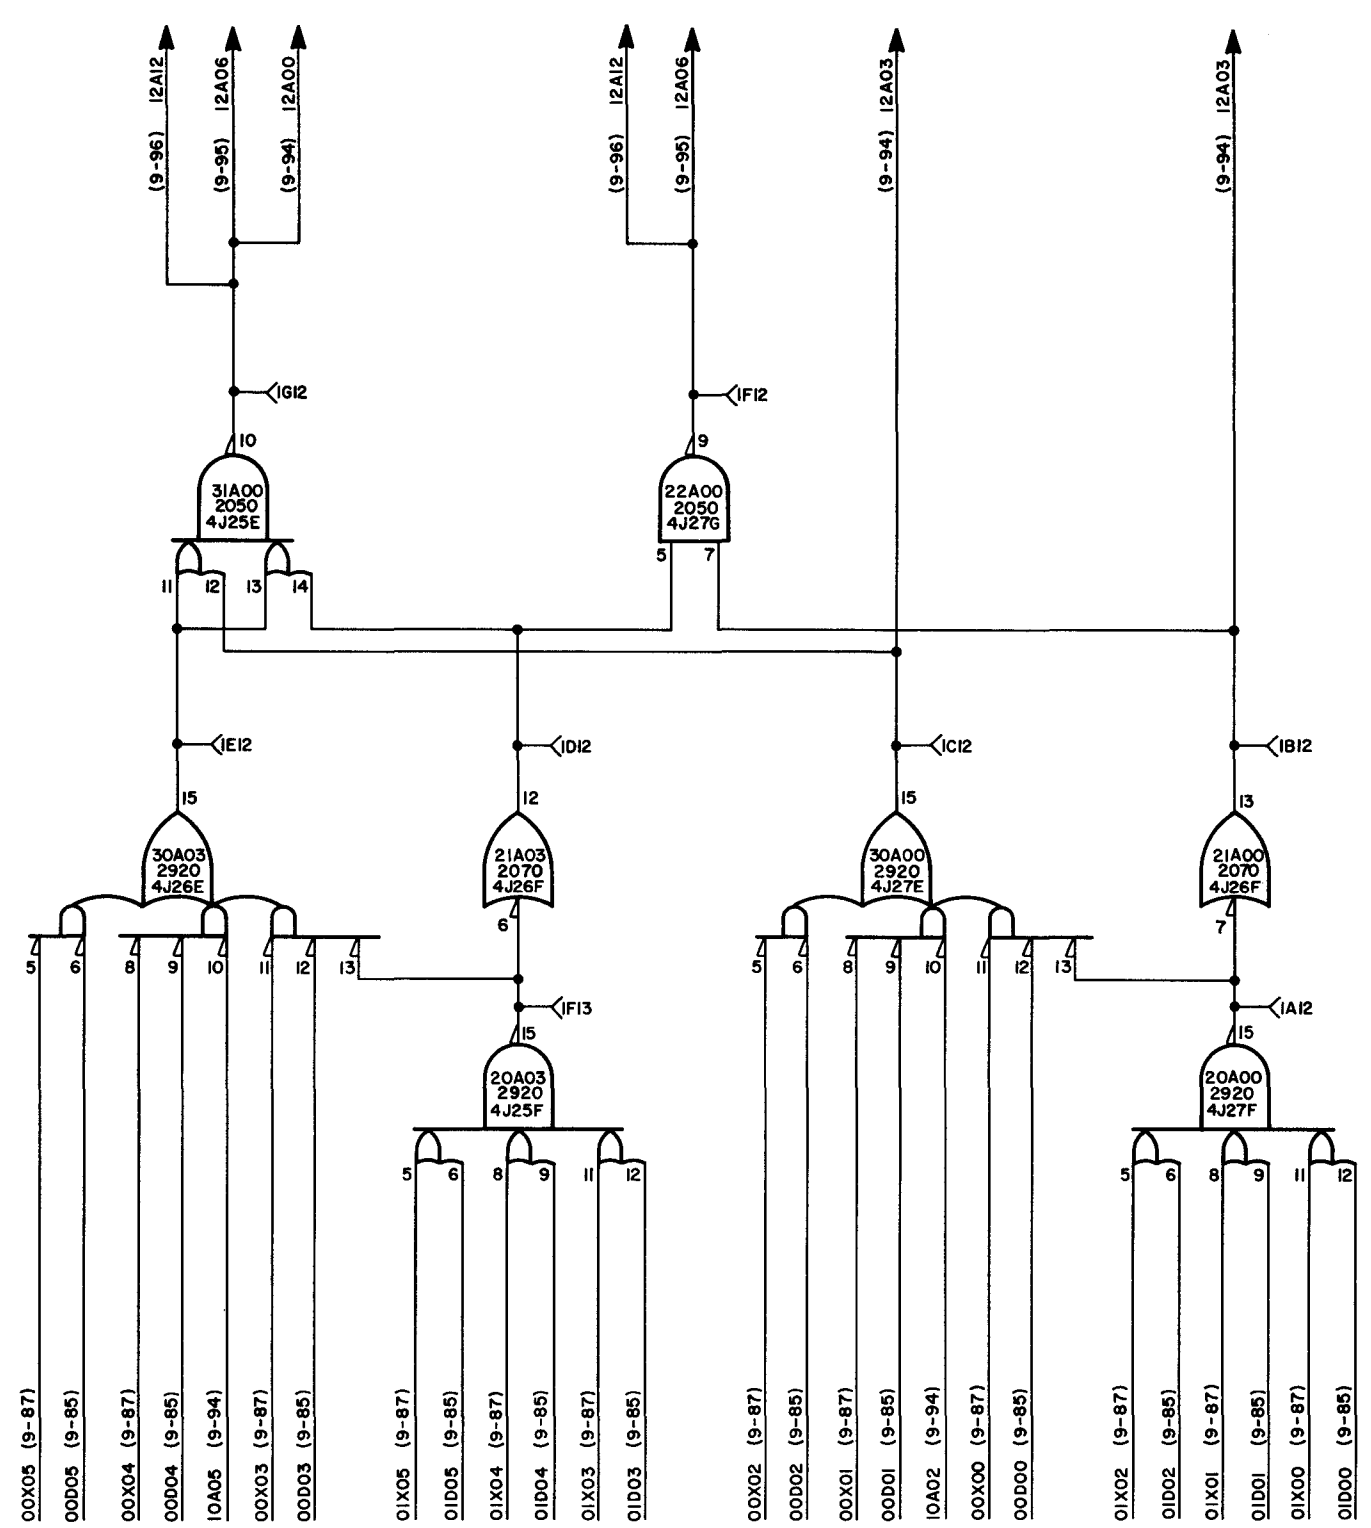 12A12 (9-96)
12A06 (9-95)
12A00 (9-94)
12A12 (9-96)
12A06 (9-95)
12A03 (9-94)
12A03 (9-94)
1G12
1F12
10
9
31A00
2050
4J25E
22A00
2050
4J27G
11 12 13 14
5 7
1E12
1D12
1C12
1B12
15
12
15
13
30A03
2920
4J26E
21A03
2070
4J26F
30A00
2920
4J27E
21A00
2070
4J26F
6
7
5 6 8 9 10 11 12 13
5 6 8 9 10 11 12 13
1F13
1A12
15
15
20A03
2920
4J25F
20A00
2920
4J27F
5 6 8 9 11 12
5 6 8 9 11 12
00X05 (9-87)
00D05 (9-85)
00X04 (9-87)
00D04 (9-85)
10A05 (9-94)
00X03 (9-87)
00D03 (9-85)
01X05 (9-87)
01D05 (9-85)
01X04 (9-87)
01D04 (9-85)
01X03 (9-87)
01D03 (9-85)
00X02 (9-87)
00D02 (9-85)
00X01 (9-87)
00D01 (9-85)
10A02 (9-94)
00X00 (9-87)
00D00 (9-85)
01X02 (9-87)
01D02 (9-85)
01X01 (9-87)
01D01 (9-85)
01X00 (9-87)
01D00 (9-85)